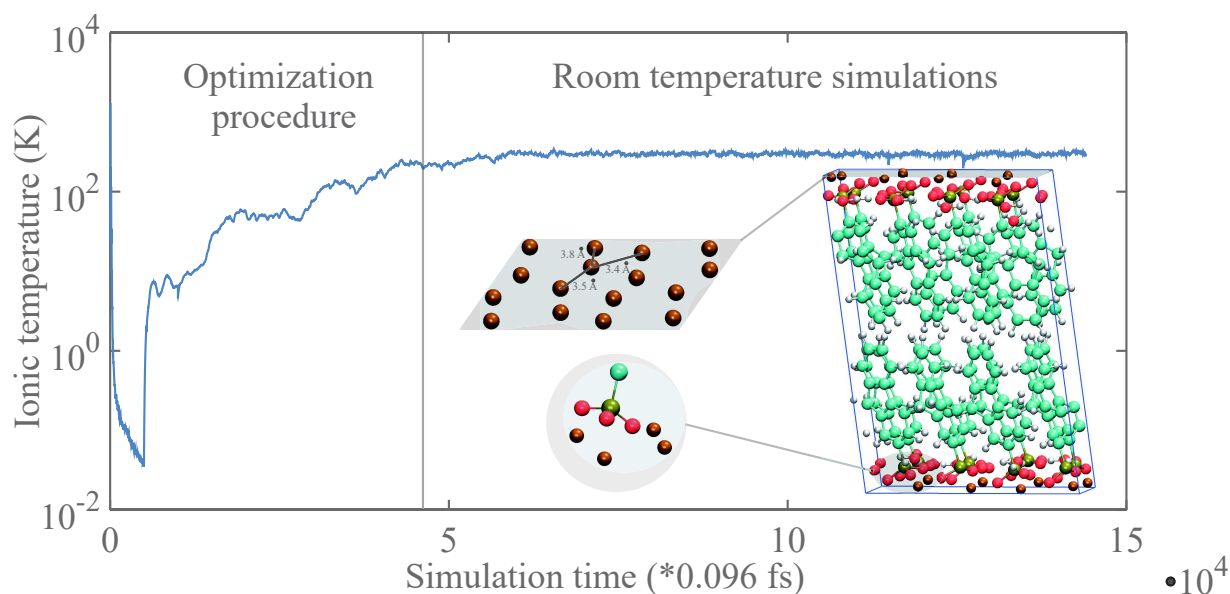 10^4
Optimization
procedure
Room temperature simulations
Ionic temperature (K)
10^2
3.8 Å
3.4 Å
3.5 Å
10^0
10^-2
0
5
10
15
Simulation time (*0.096 fs)
•10^4